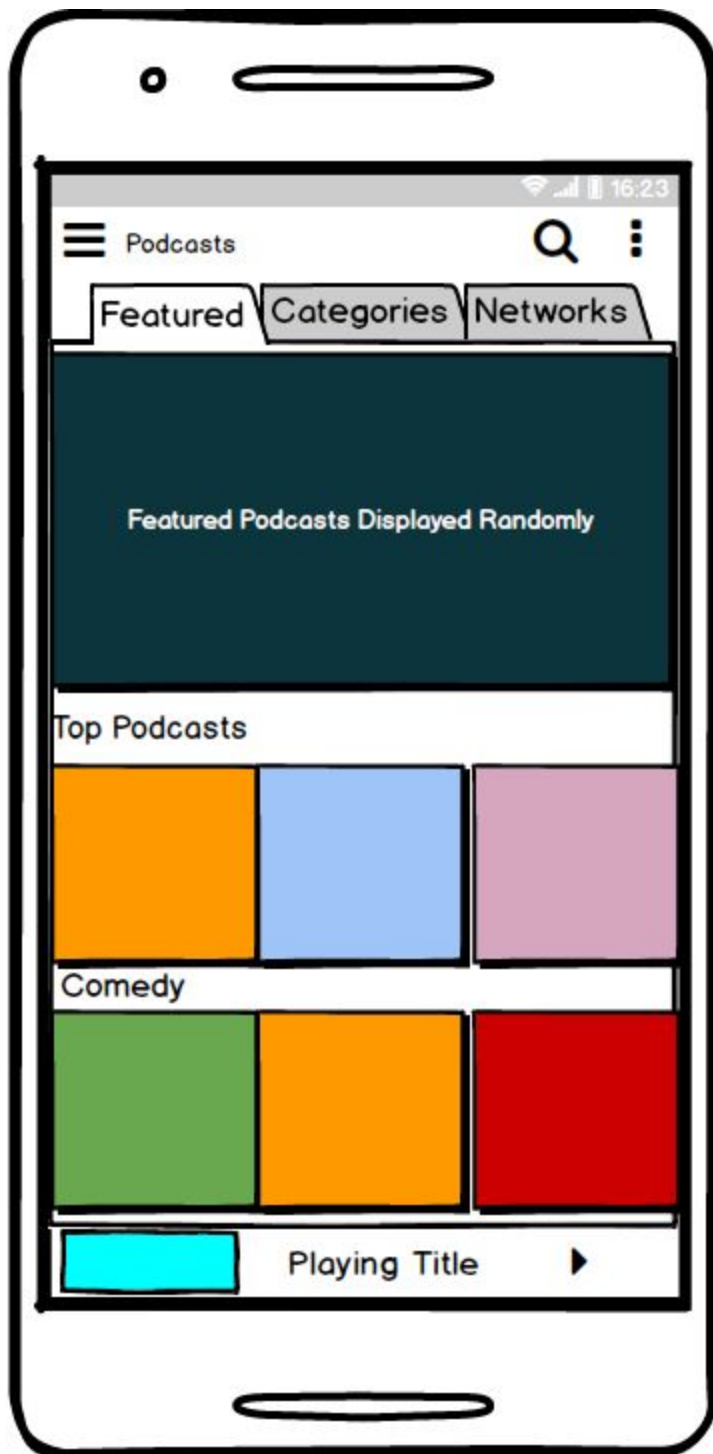 16:23
Podcasts
Featured Categories Networks
Featured Podcasts Displayed Randomly
Top Podcasts
Comedy
Playing Title